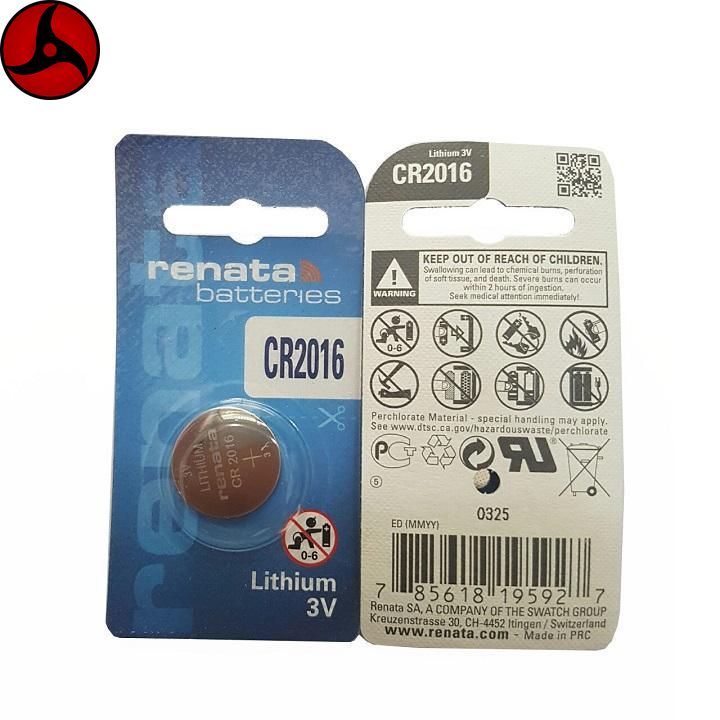 renata
renata
batteries
CR2016
LITHIUM
renata
CR 2016
3V
0-6
Lithium
3V
Lithium 3V
CR2016
WARNING
KEEP OUT OF REACH OF CHILDREN.
Swallowing can lead to chemical burns, perforation
of soft tissue, and death. Severe burns can occur
within 2 hours of ingestion.
Seek medical attention immediately!
0-6
Perchlorate Material - special handling may apply.
See www.dtsc.ca.gov/hazardouswaste/perchlorate
5
0325
ED (MMYY)
7 85618 19592 7
Renata SA, A COMPANY OF THE SWATCH GROUP
Kreuzenstrasse 30, CH-4452 Itingen / Switzerland
www.renata.com - Made in PRC